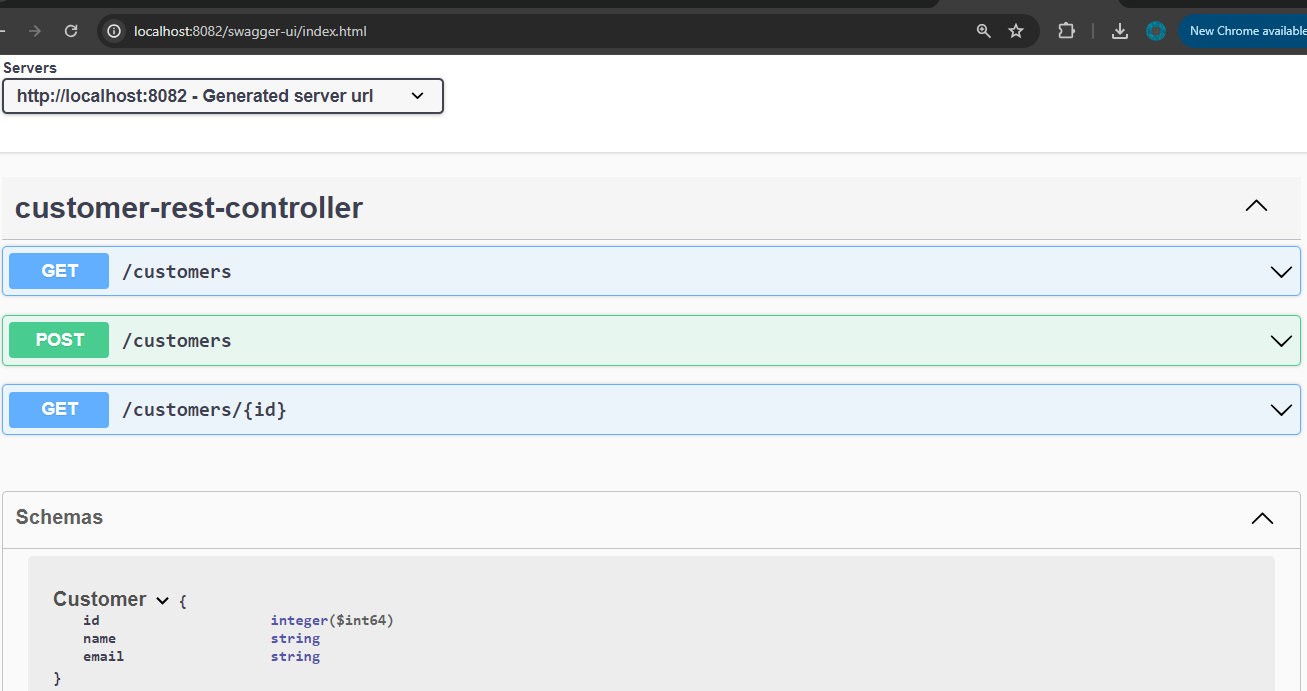 localhost:8082/swagger-ui/index.html
New Chrome available
Servers
http://localhost:8082 - Generated server url
customer-rest-controller
GET /customers
POST /customers
GET /customers/{id}
Schemas
Customer {
id integer($int64)
name string
email string
}